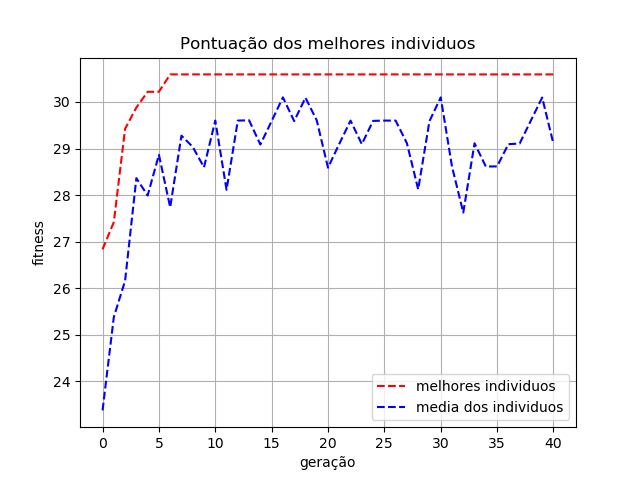 Pontuação dos melhores individuos
30
29
28
27
26
25
24
fitness
0 5 10 15 20 25 30 35 40
geração
melhores individuos
media dos individuos